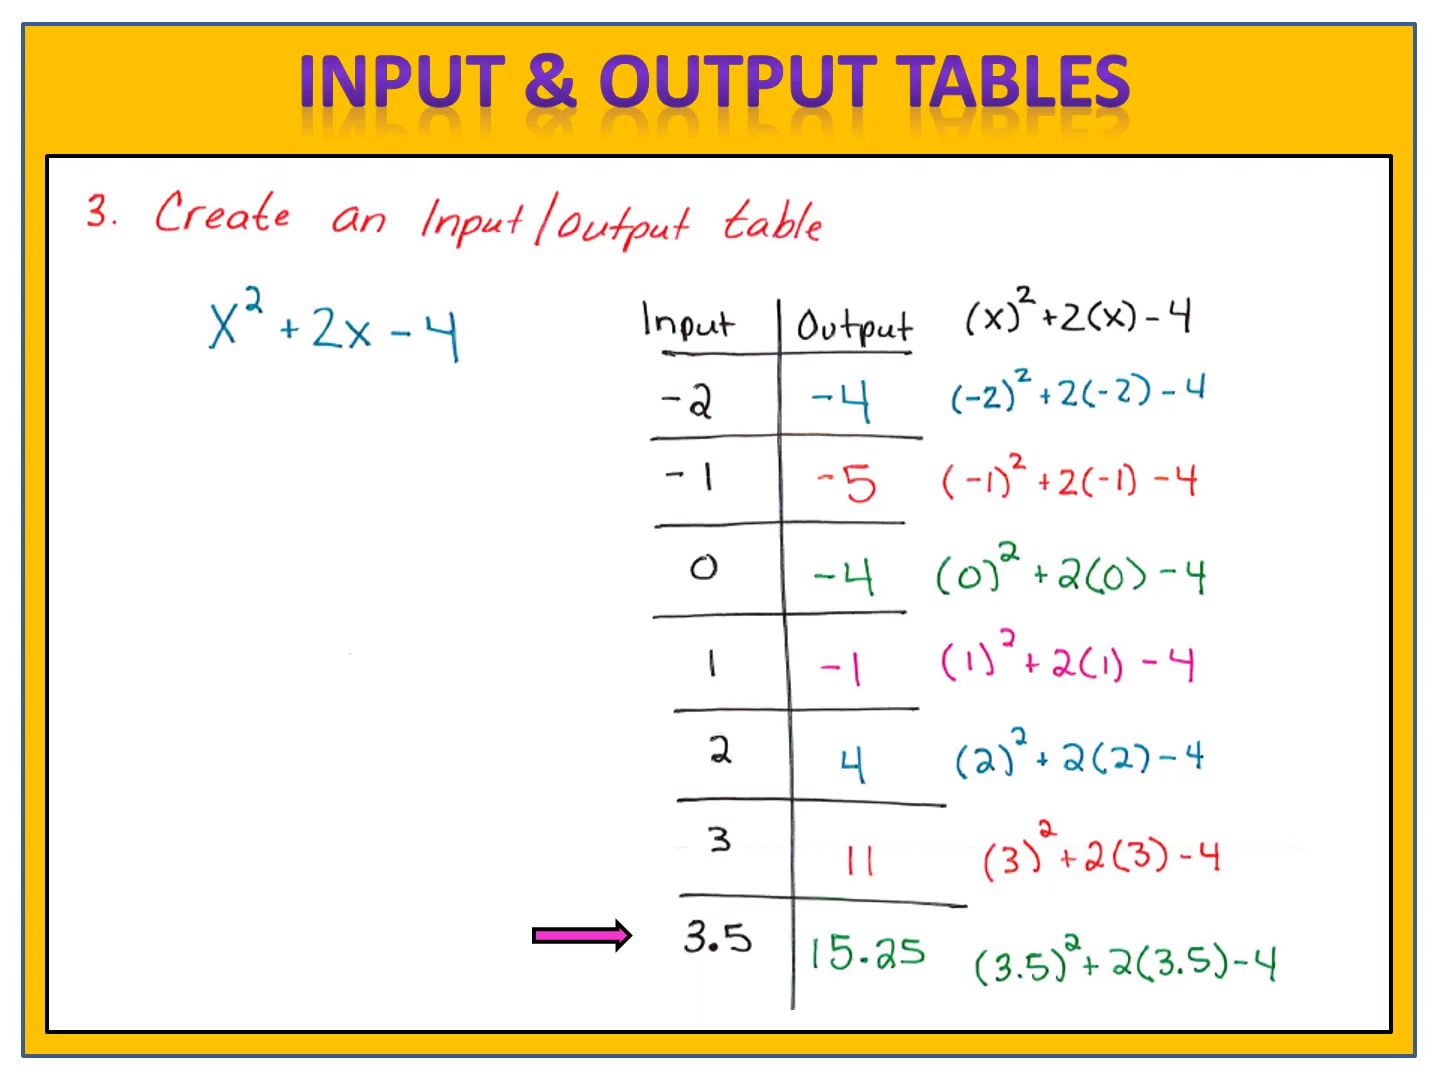 INPUT & OUTPUT TABLES
3. Create an Input/Output table
x² + 2x - 4
Input Output (x)² + 2(x) - 4
-2 -4 (-2)² + 2(-2) - 4
-1 -5 (-1)² + 2(-1) - 4
0 -4 (0)² + 2(0) - 4
1 -1 (1)² + 2(1) - 4
2 4 (2)² + 2(2) - 4
3 11 (3)² + 2(3) - 4
3.5 15.25 (3.5)² + 2(3.5) - 4